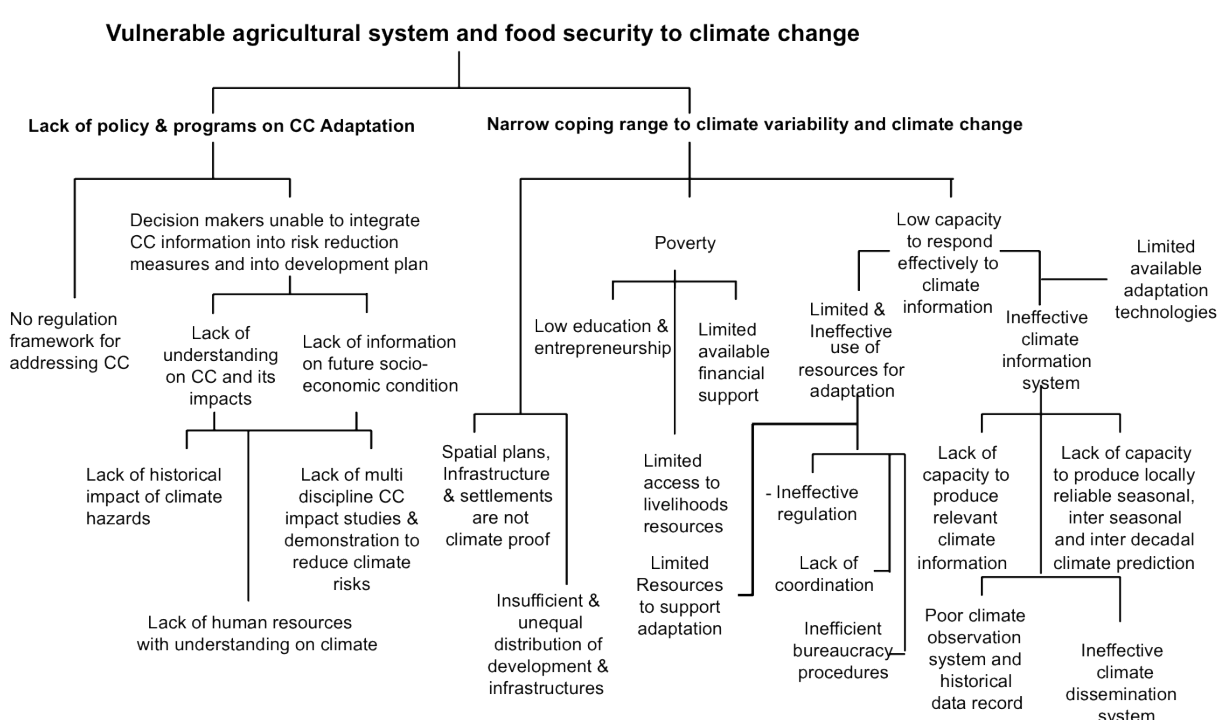 Vulnerable agricultural system and food security to climate change
Lack of policy & programs on CC Adaptation
Narrow coping range to climate variability and climate change
Decision makers unable to integrate
CC information into risk reduction
measures and into development plan
No regulation
framework for
addressing CC
Lack of
understanding
on CC and its
impacts
Lack of information
on future socio-
economic condition
Lack of historical
impact of climate
hazards
Lack of multi
discipline CC
impact studies &
demonstration to
reduce climate
risks
Lack of human resources
with understanding on climate
Spatial plans,
Infrastructure
& settlements
are not
climate proof
Insufficient &
unequal
distribution of
development &
infrastructures
Poverty
Low education &
entrepreneurship
Limited
available
financial
support
Limited
access to
livelihoods
resources
Low capacity
to respond
effectively to
climate
information
Limited &
Ineffective
use of
resources for
adaptation
Limited
Resources
to support
adaptation
- Ineffective
regulation
Lack of
coordination
Inefficient
bureaucracy
procedures
Limited
available
adaptation
technologies
Ineffective
climate
information
system
Lack of
capacity to
produce
relevant
climate
information
Lack of capacity
to produce locally
reliable seasonal,
inter seasonal
and inter decadal
climate prediction
Poor climate
observation
system and
historical
data record
Ineffective
climate
dissemination
system